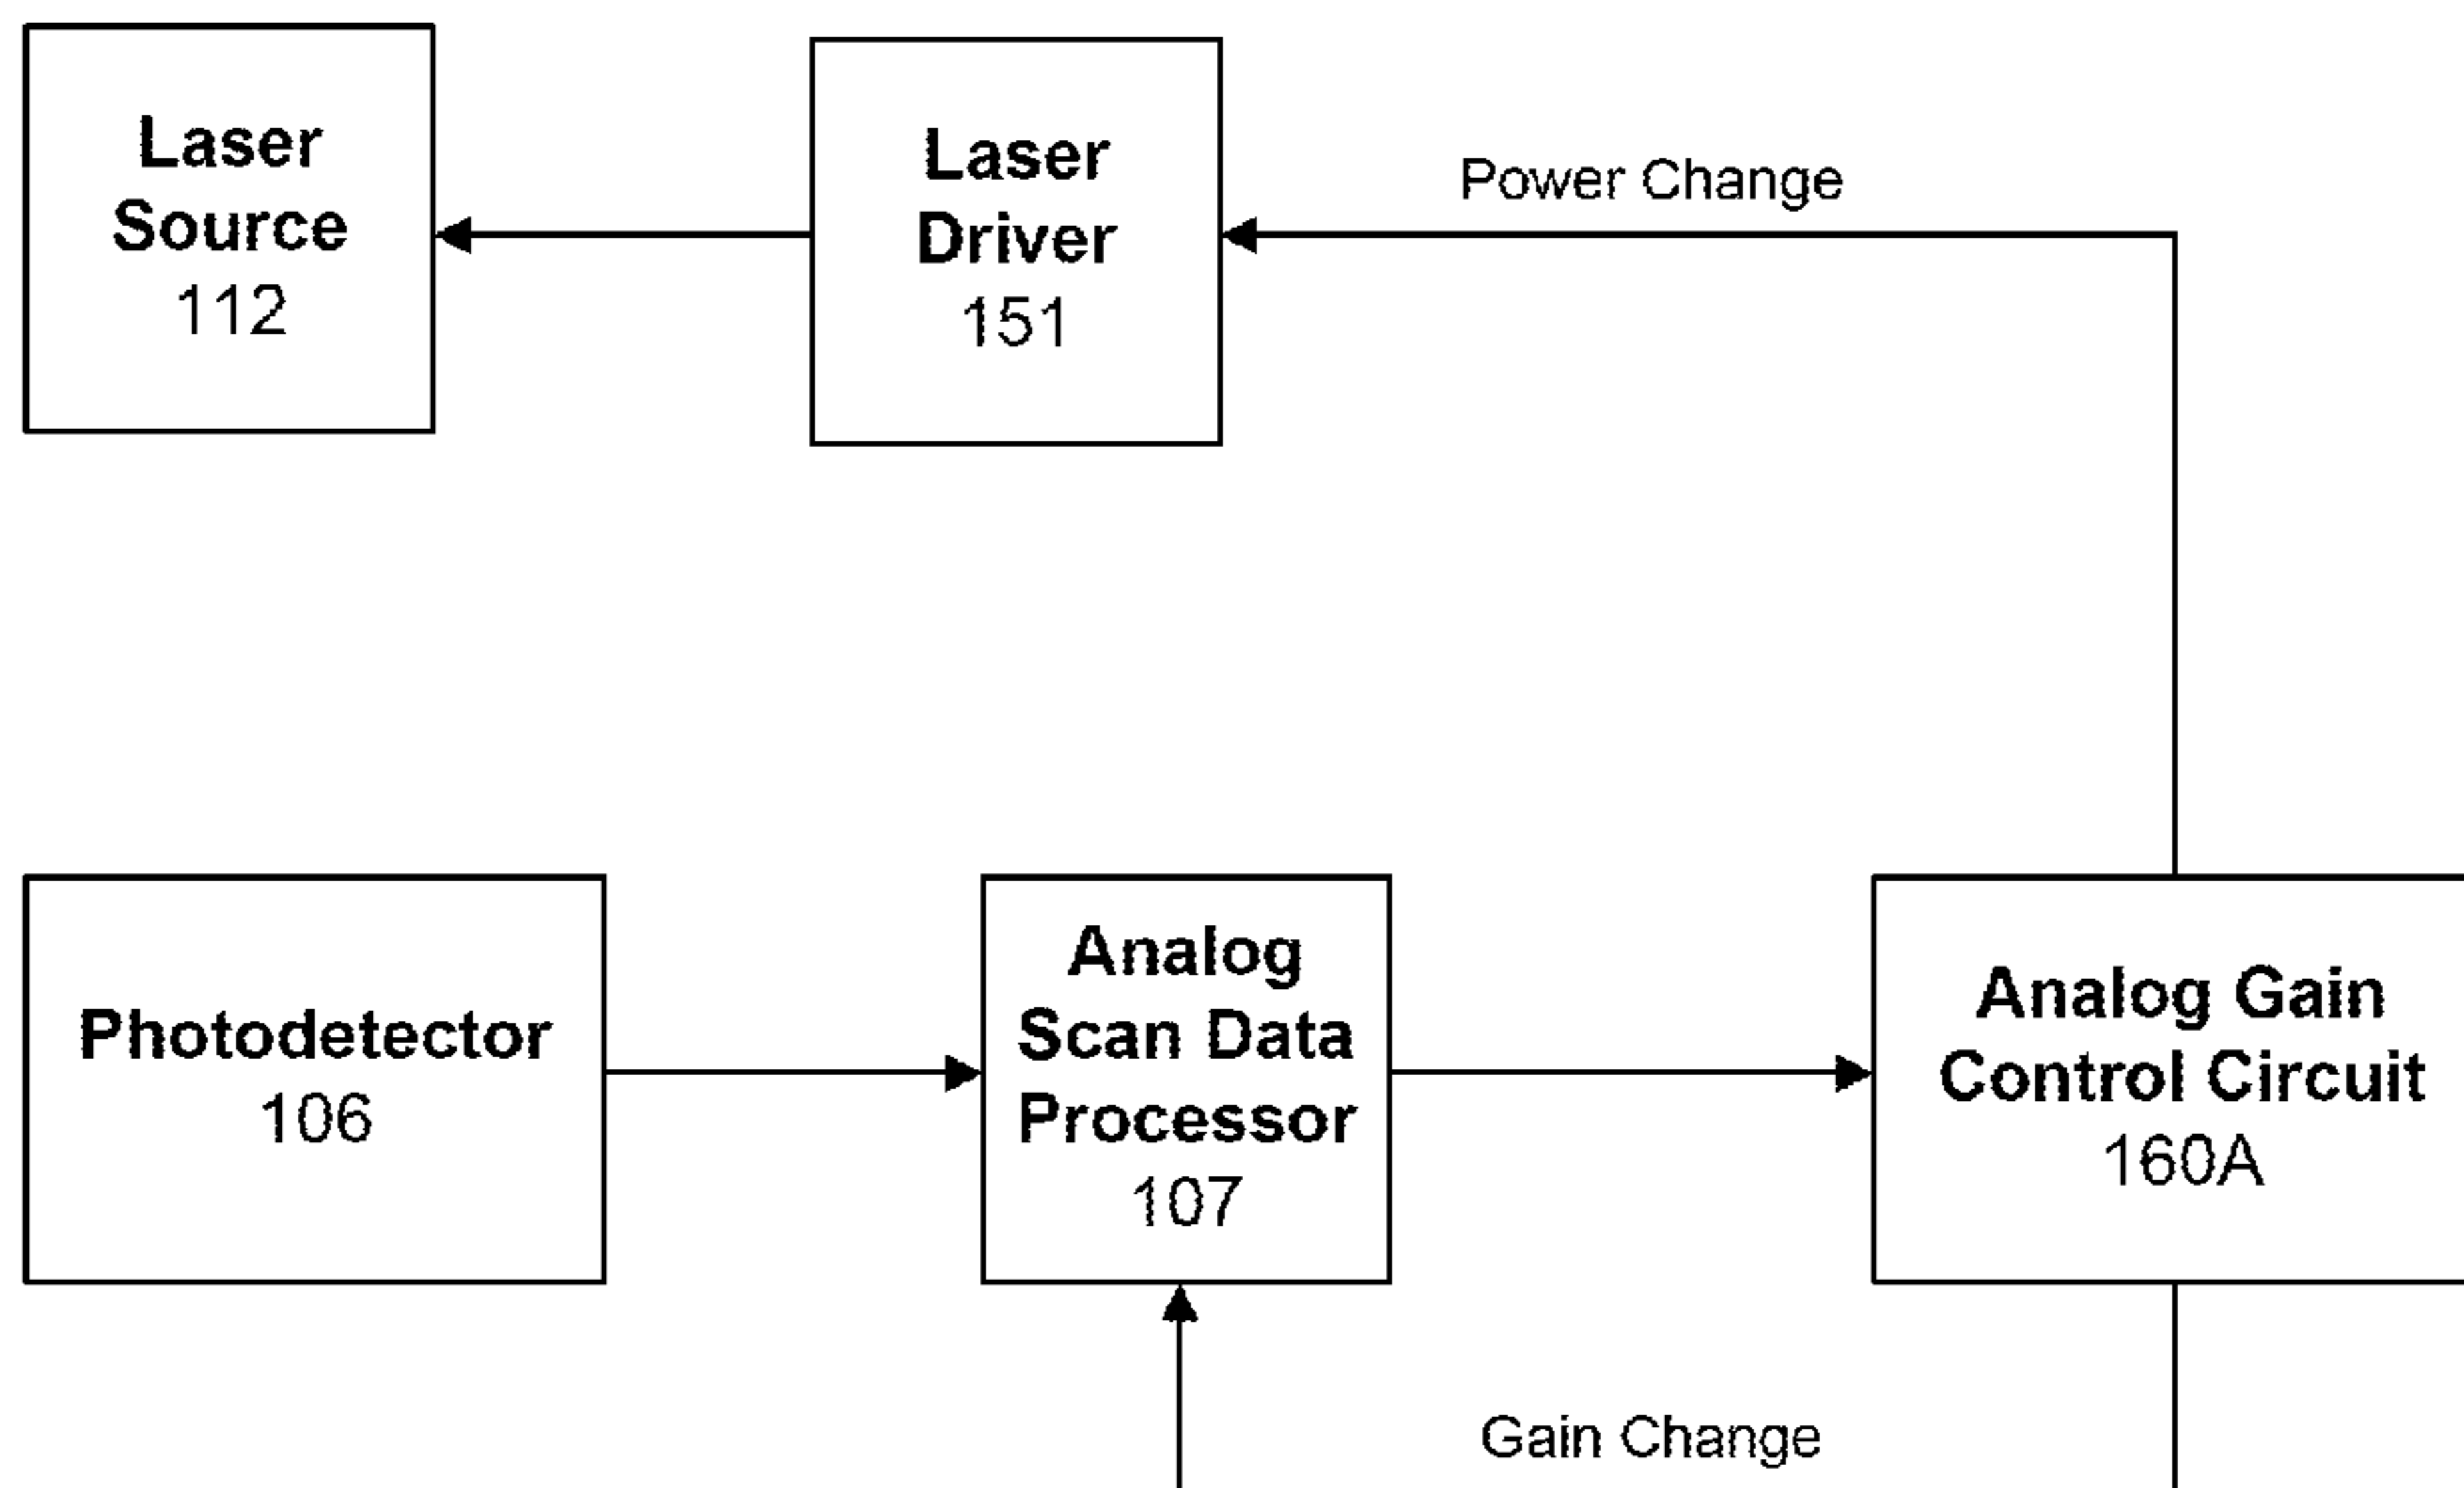 Laser
Source
112
Laser
Driver
151
Power Change
Photodetector
106
Analog
Scan Data
Processor
107
Analog Gain
Control Circuit
160A
Gain Change